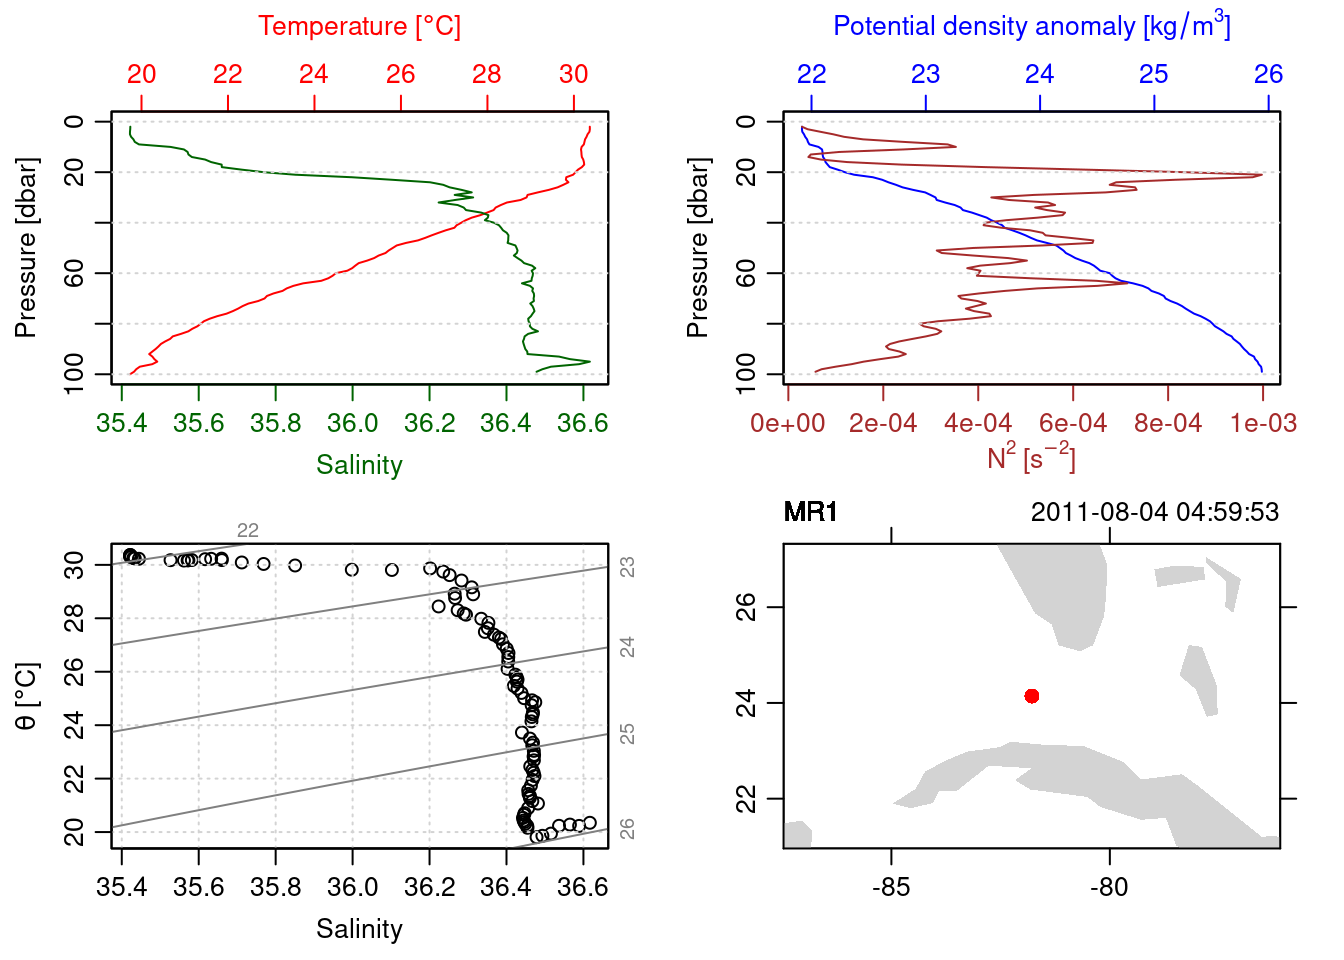 Temperature [°C]
20 22 24 26 28 30
Pressure [dbar]
0
20
60
100
35.4 35.6 35.8 36.0 36.2 36.4 36.6
Salinity
Potential density anomaly [kg/m³]
22 23 24 25 26
Pressure [dbar]
0
20
60
100
0e+00 2e-04 4e-04 6e-04 8e-04 1e-03
N² [s⁻²]
22
23
24
25
26
θ [°C]
30
28
26
24
22
20
35.4 35.6 35.8 36.0 36.2 36.4 36.6
Salinity
MR1 2011-08-04 04:59:53
26
24
22
-85 -80